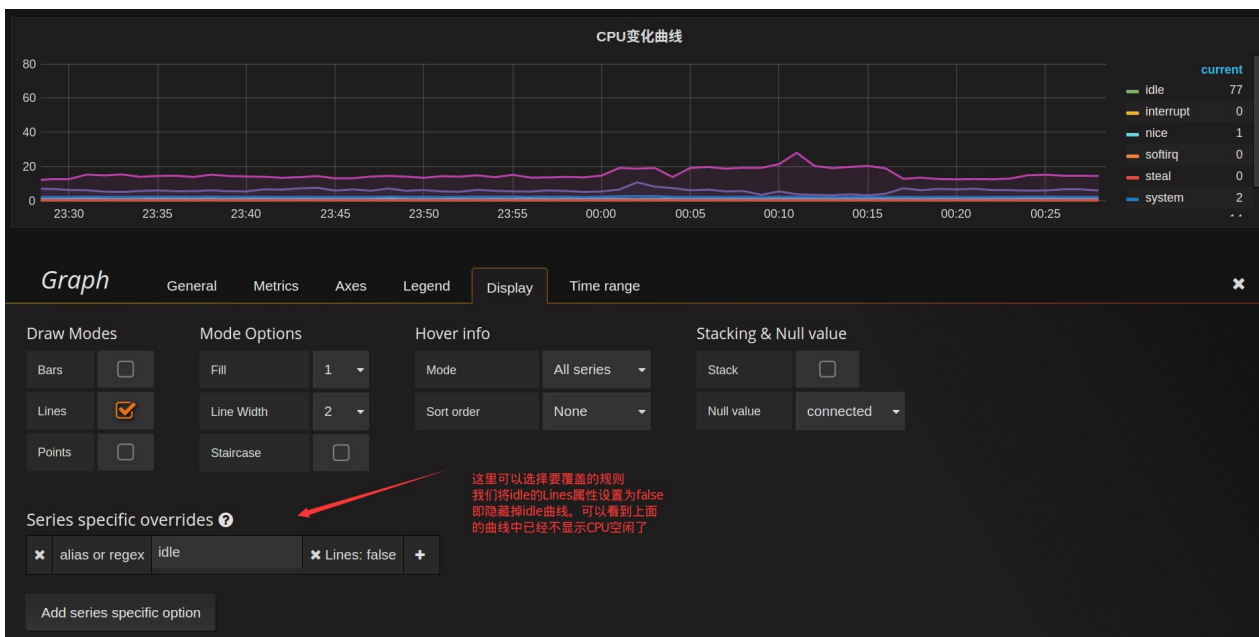 CPU变化曲线
80
60
40
20
0
23:30 23:35 23:40 23:45 23:50 23:55 00:00 00:05 00:10 00:15 00:20 00:25
current
idle 77
interrupt 0
nice 1
softirq 0
steal 0
system 2
Graph General Metrics Axes Legend Display Time range
Draw Modes Mode Options Hover info Stacking & Null value
Bars Fill 1 Mode All series Stack
Lines Line Width 2 Sort order None Null value connected
Points Staircase
这里可以选择要覆盖的规则
我们将idle的Lines属性设置为false
即隐藏掉idle曲线。可以看到上面
的曲线中已经不显示CPU空闲了
Series specific overrides
alias or regex idle Lines: false
Add series specific option